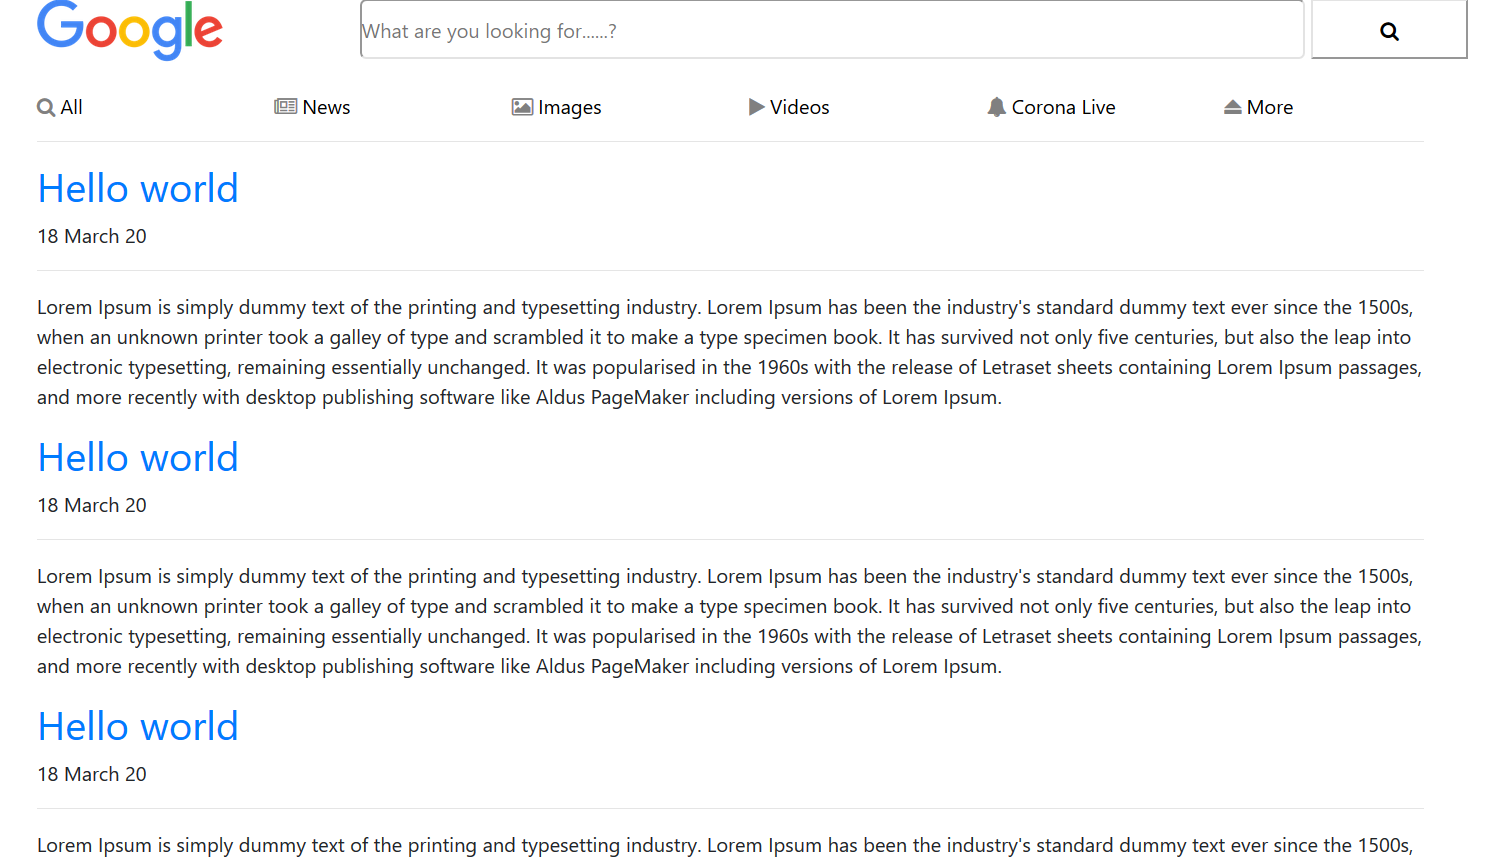 Google
What are you looking for......?
All News Images Videos Corona Live More
Hello world
18 March 20
Lorem Ipsum is simply dummy text of the printing and typesetting industry. Lorem Ipsum has been the industry's standard dummy text ever since the 1500s,
when an unknown printer took a galley of type and scrambled it to make a type specimen book. It has survived not only five centuries, but also the leap into
electronic typesetting, remaining essentially unchanged. It was popularised in the 1960s with the release of Letraset sheets containing Lorem Ipsum passages,
and more recently with desktop publishing software like Aldus PageMaker including versions of Lorem Ipsum.
Hello world
18 March 20
Lorem Ipsum is simply dummy text of the printing and typesetting industry. Lorem Ipsum has been the industry's standard dummy text ever since the 1500s,
when an unknown printer took a galley of type and scrambled it to make a type specimen book. It has survived not only five centuries, but also the leap into
electronic typesetting, remaining essentially unchanged. It was popularised in the 1960s with the release of Letraset sheets containing Lorem Ipsum passages,
and more recently with desktop publishing software like Aldus PageMaker including versions of Lorem Ipsum.
Hello world
18 March 20
Lorem Ipsum is simply dummy text of the printing and typesetting industry. Lorem Ipsum has been the industry's standard dummy text ever since the 1500s,